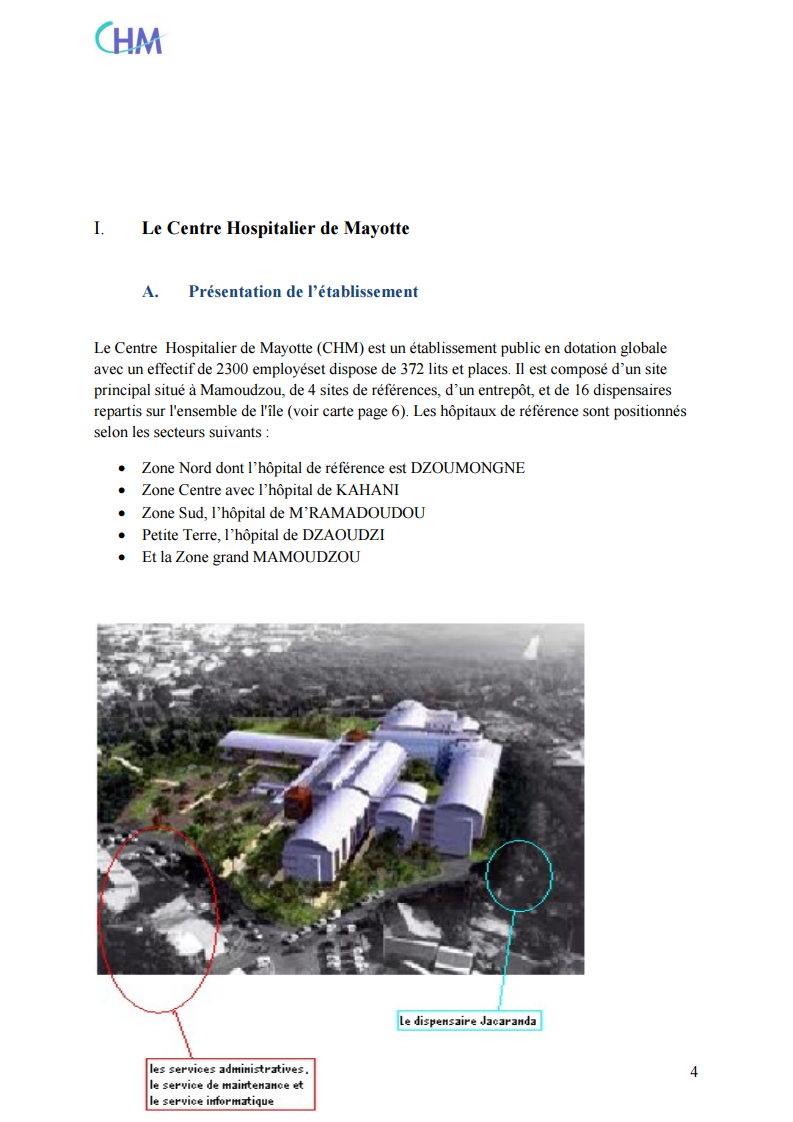 CHM
I. Le Centre Hospitalier de Mayotte
A. Présentation de l’établissement
Le Centre  Hospitalier de Mayotte (CHM) est un établissement public en dotation globale
avec un effectif de 2300 employéset dispose de 372 lits et places. Il est composé d’un site
principal situé à Mamoudzou, de 4 sites de références, d’un entrepôt, et de 16 dispensaires
repartis sur l'ensemble de l'île (voir carte page 6). Les hôpitaux de référence sont positionnés
selon les secteurs suivants :
• Zone Nord dont l’hôpital de référence est DZOUMONGNE
• Zone Centre avec l’hôpital de KAHANI
• Zone Sud, l’hôpital de M’RAMADOUDOU
• Petite Terre, l’hôpital de DZAOUDZI
• Et la Zone grand MAMOUDZOU
le dispensaire Jacaranda
les services administratives,
le service de maintenance et
le service informatique
4